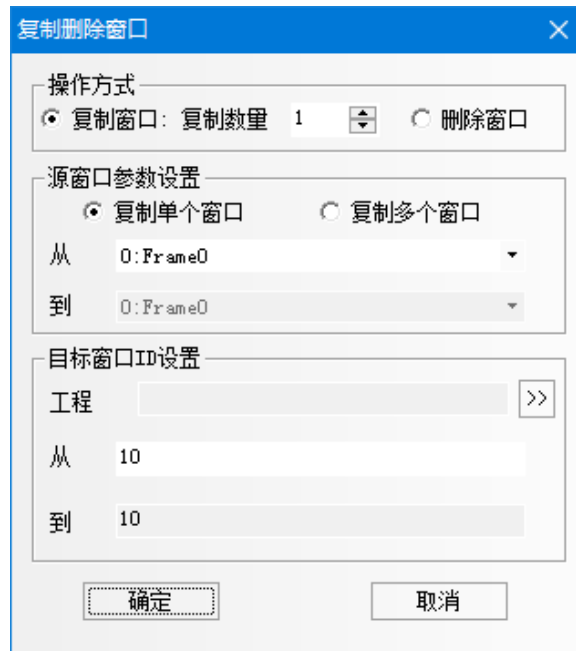 复制删除窗口
操作方式
复制窗口: 复制数量 1 删除窗口
源窗口参数设置
复制单个窗口 复制多个窗口
从 0:Frame0
到 0:Frame0
目标窗口ID设置
工程 >>
从 10
到 10
确定 取消